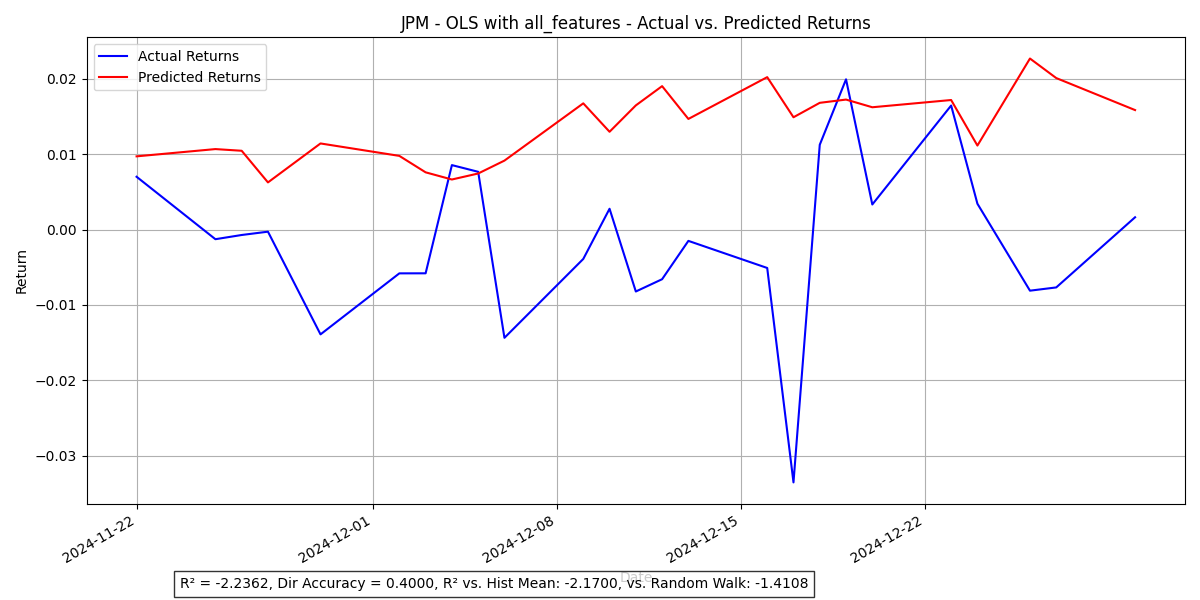 JPM - OLS with all_features - Actual vs. Predicted Returns
Actual Returns
Predicted Returns
0.02
0.01
0.00
−0.01
−0.02
−0.03
Return
2024-11-22
2024-12-01
2024-12-08
2024-12-15
2024-12-22
Date
R² = -2.2362, Dir Accuracy = 0.4000, R² vs. Hist Mean: -2.1700, vs. Random Walk: -1.4108